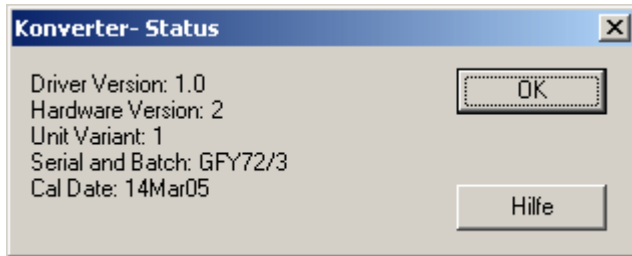 Konverter- Status
Driver Version: 1.0
Hardware Version: 2
Unit Variant: 1
Serial and Batch: GFY72/3
Cal Date: 14Mar05
OK
Hilfe